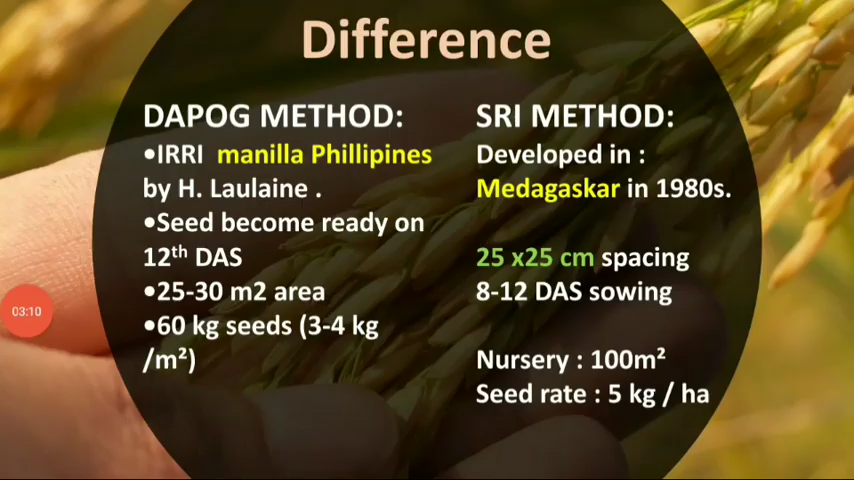 Difference
DAPOG METHOD:
•IRRI manilla Phillipines
by H. Laulaine .
•Seed become ready on
12th DAS
•25-30 m2 area
•60 kg seeds (3-4 kg
/m²)
SRI METHOD:
Developed in :
Medagaskar in 1980s.
25 x25 cm spacing
8-12 DAS sowing
Nursery : 100m²
Seed rate : 5 kg / ha
03:10